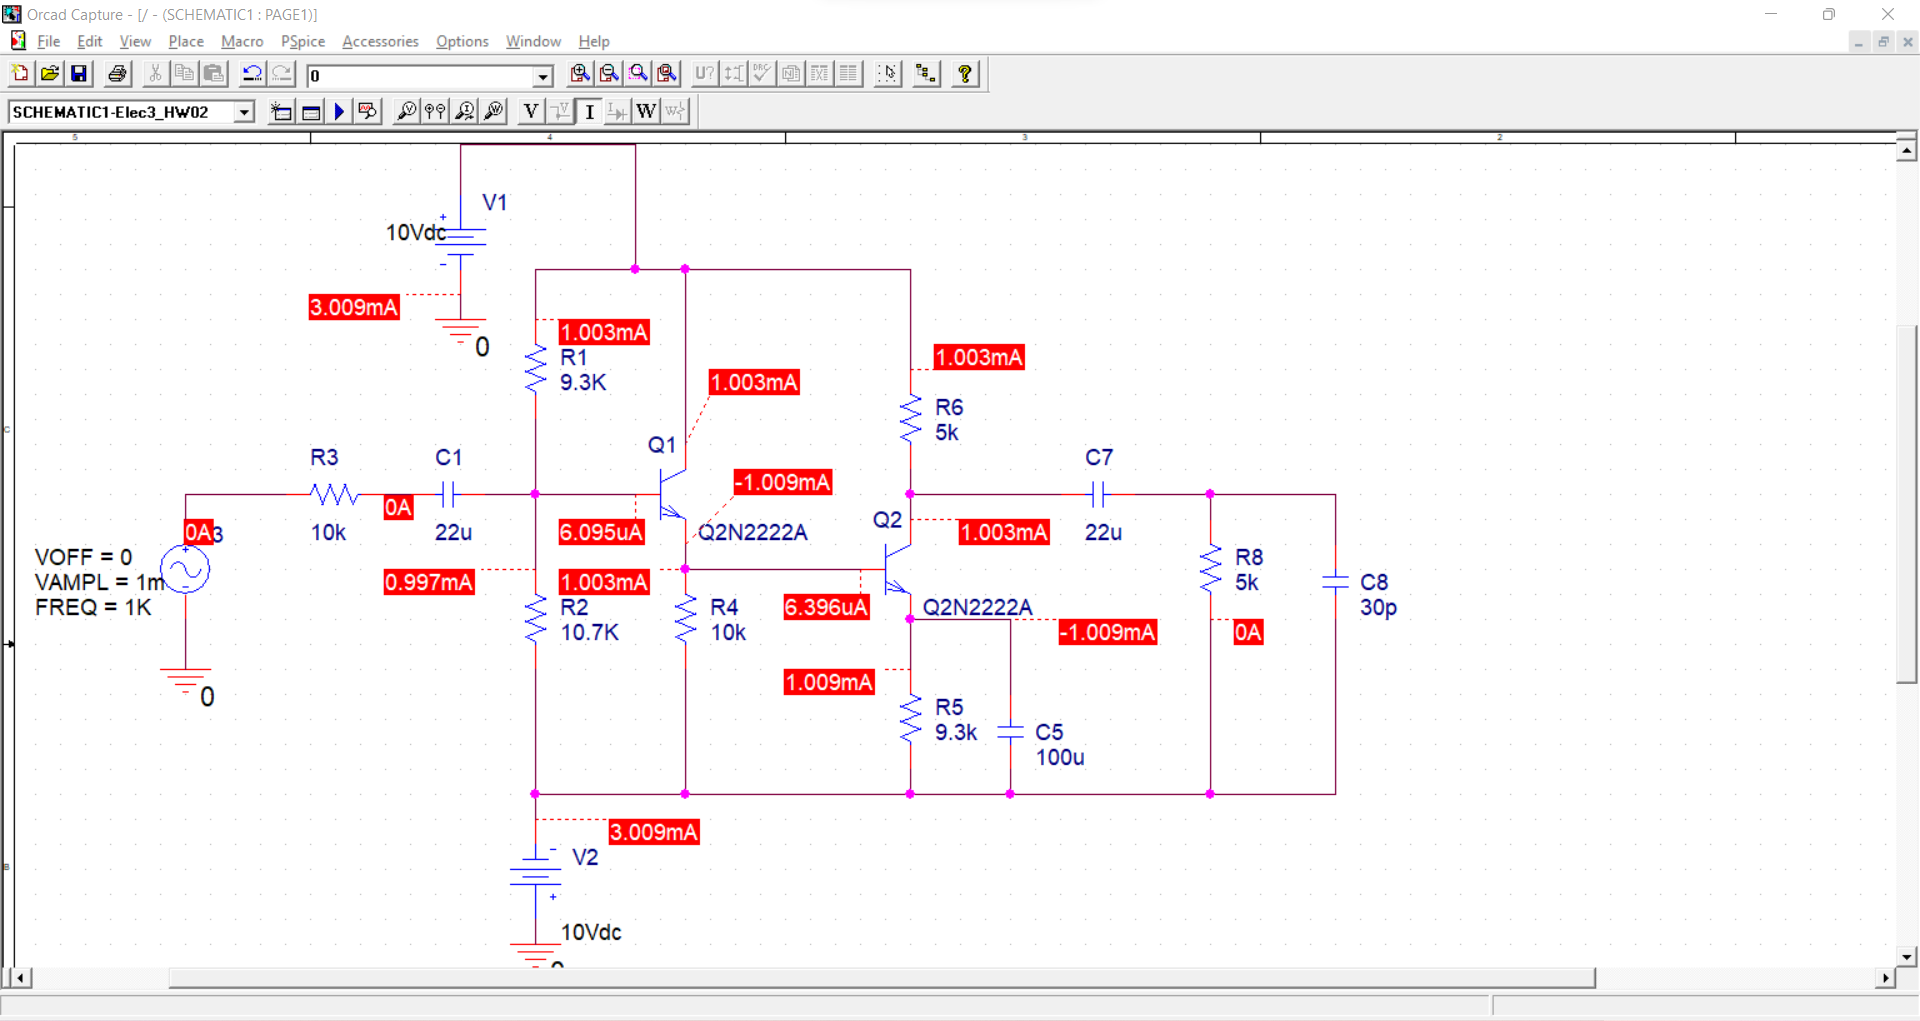 Orcad Capture - [/ - (SCHEMATIC1 : PAGE1)]
File Edit View Place Macro PSpice Accessories Options Window Help
0
U?
DRC
SCHEMATIC1-Elec3_HW02
V I W
5 4 3 2
V1
10Vdc
+
-
3.009mA
0
1.003mA
R1
9.3K
1.003mA
1.003mA
R6
5k
C
Q1
R3
C1
C7
-1.009mA
0A
0A
3
10k
22u
6.095uA
Q2N2222A
Q2
1.003mA
22u
VOFF = 0
VAMPL = 1m
FREQ = 1K
+
-
0.997mA
1.003mA
R8
5k
C8
30p
R2
10.7K
R4
10k
6.396uA
Q2N2222A
-1.009mA
0A
0
1.009mA
R5
9.3k
C5
100u
3.009mA
-
V2
B
+
10Vdc
0